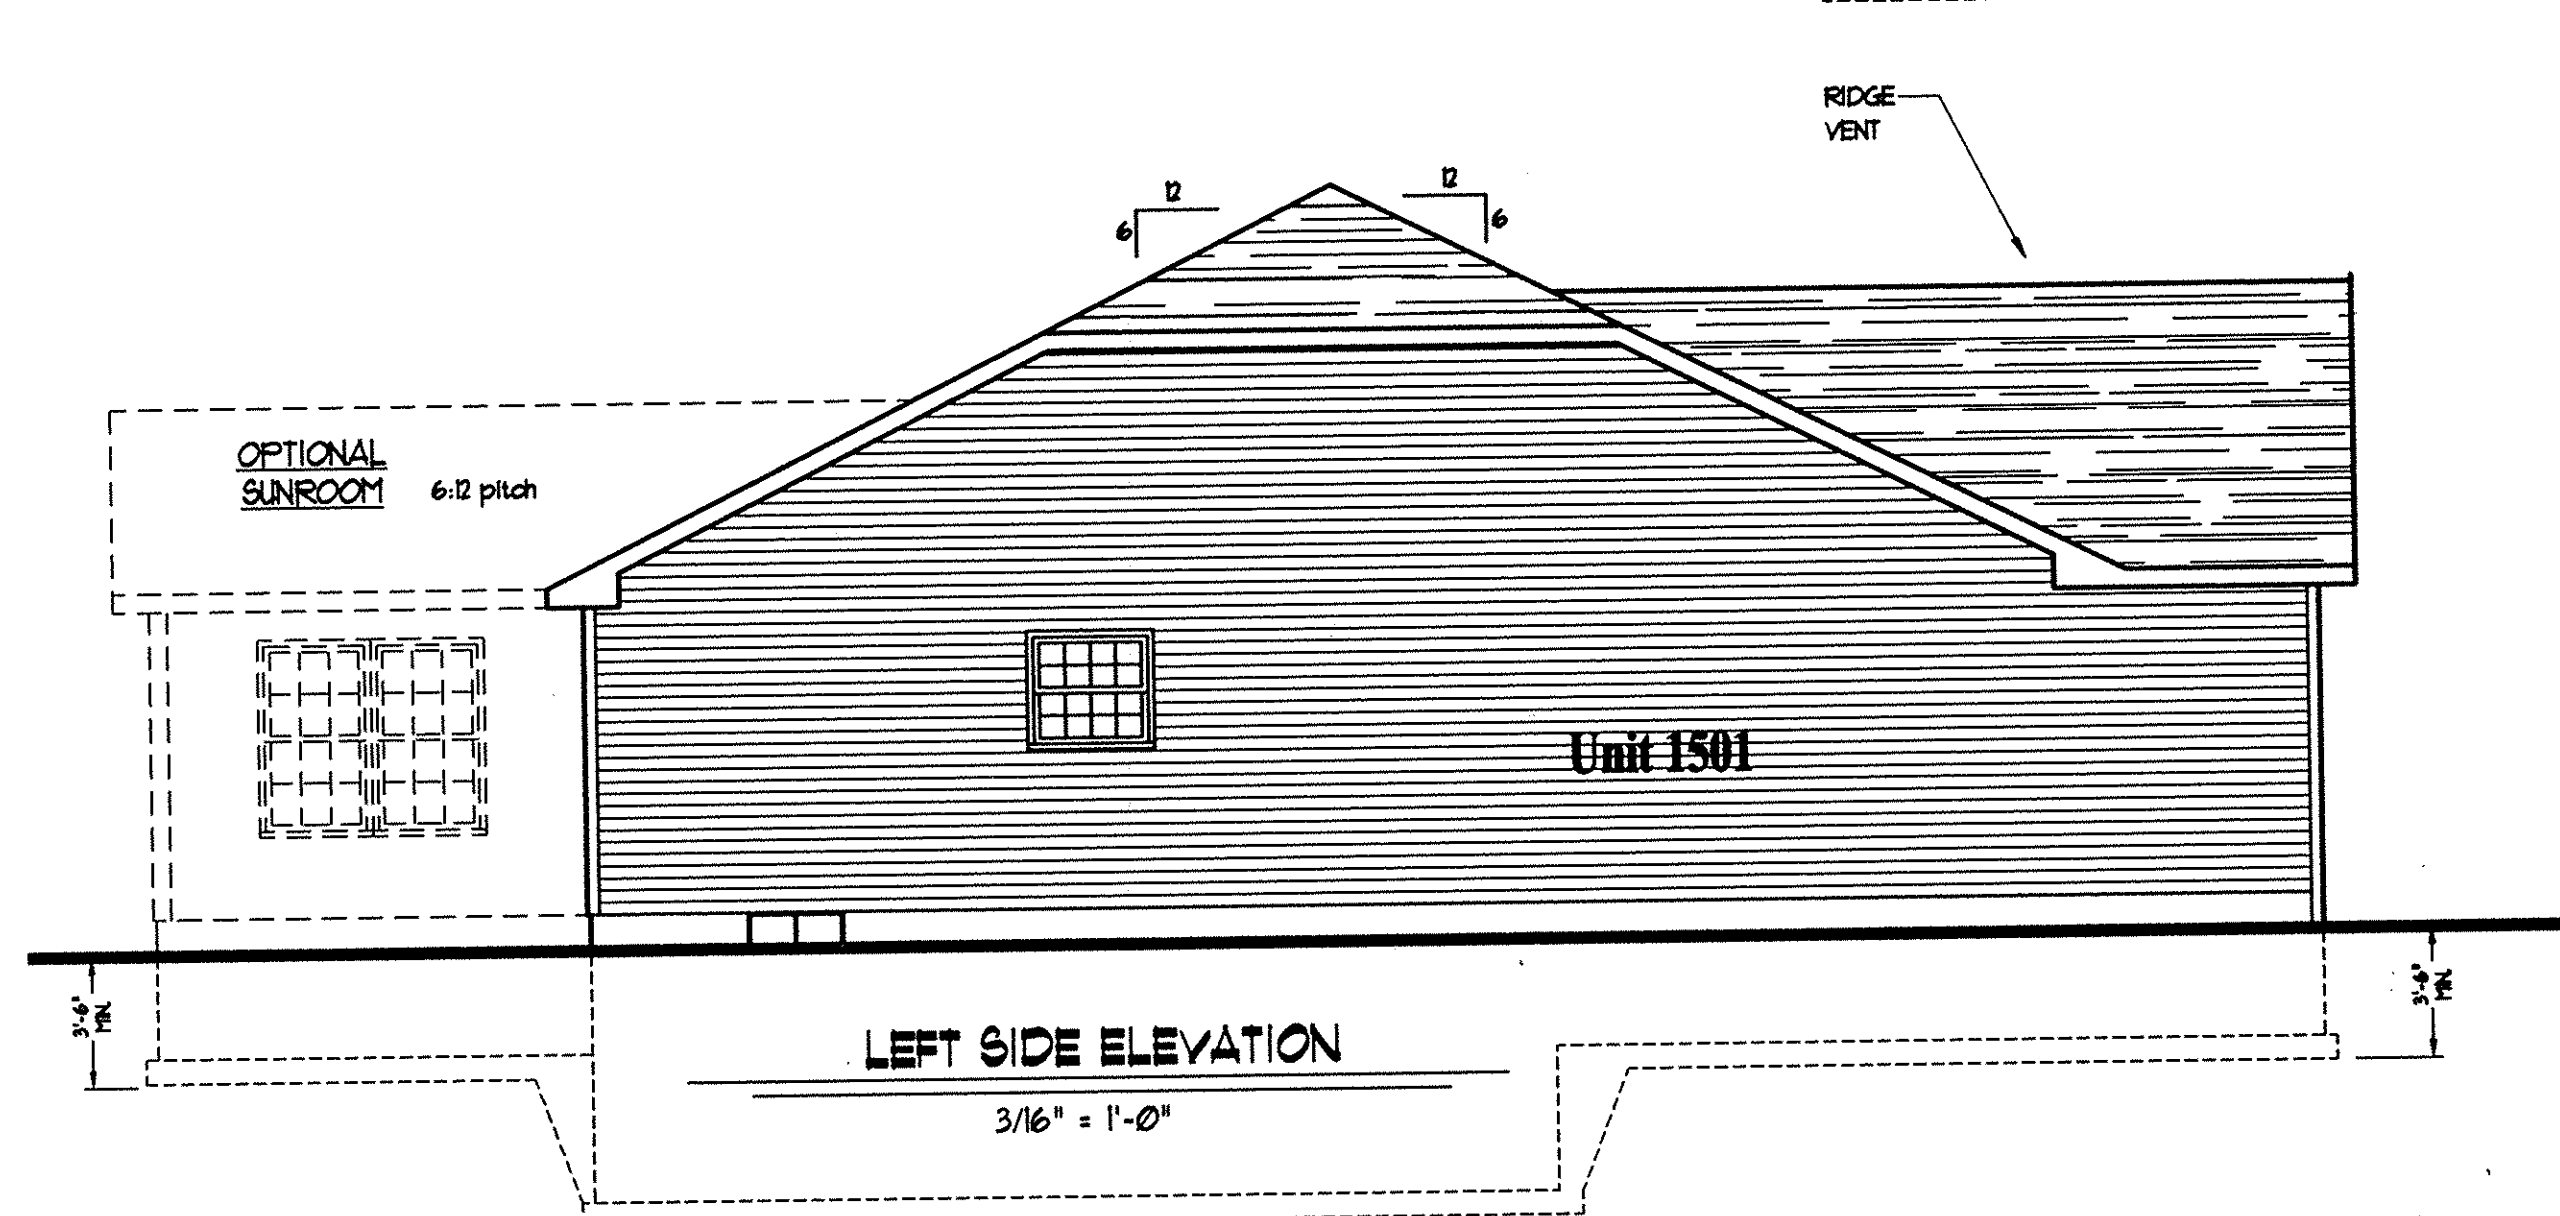 RIDGE
VENT
12
6
12
6
OPTIONAL
SUNROOM
6:12 pitch
Unit 1501
3'-6"
MIN.
3'-6"
MIN.
LEFT SIDE ELEVATION
3/16" = 1'-0"